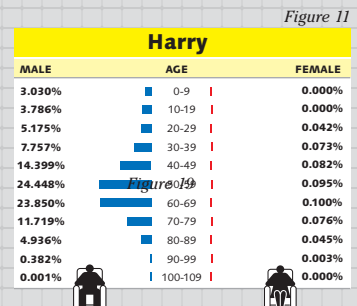 Figure 11
Harry
MALE AGE FEMALE
3.030% 0-9 0.000%
3.786% 10-19 0.000%
5.175% 20-29 0.042%
7.757% 30-39 0.073%
14.399% 40-49 0.082%
24.448% 0.095%
Figure 19
23.850% 60-69 0.100%
11.719% 70-79 0.076%
4.936% 80-89 0.045%
0.382% 90-99 0.003%
0.001% 100-109 0.000%